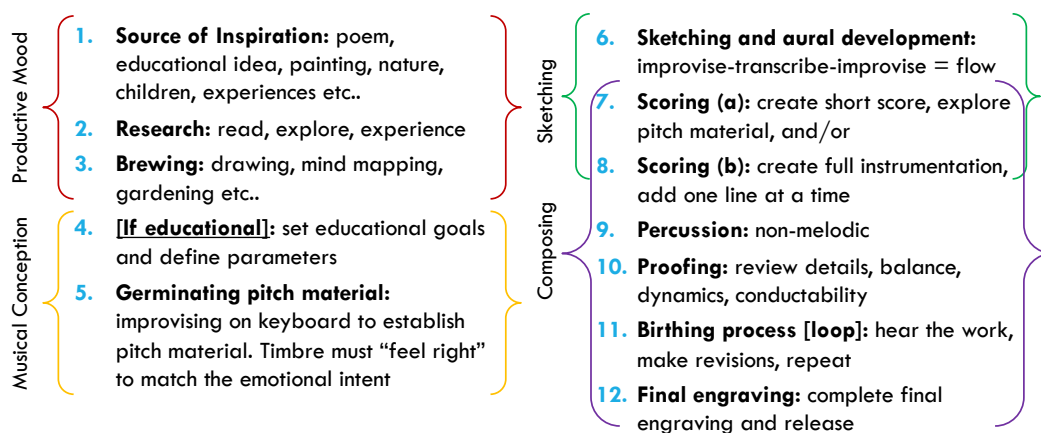 Productive Mood
1. Source of Inspiration: poem,
educational idea, painting, nature,
children, experiences etc..
2. Research: read, explore, experience
3. Brewing: drawing, mind mapping,
gardening etc..
Musical Conception
4. [If educational]: set educational goals
and define parameters
5. Germinating pitch material:
improvising on keyboard to establish
pitch material. Timbre must “feel right”
to match the emotional intent
Sketching
6. Sketching and aural development:
improvise-transcribe-improvise = flow
7. Scoring (a): create short score, explore
pitch material, and/or
8. Scoring (b): create full instrumentation,
add one line at a time
Composing
9. Percussion: non-melodic
10. Proofing: review details, balance,
dynamics, conductability
11. Birthing process [loop]: hear the work,
make revisions, repeat
12. Final engraving: complete final
engraving and release